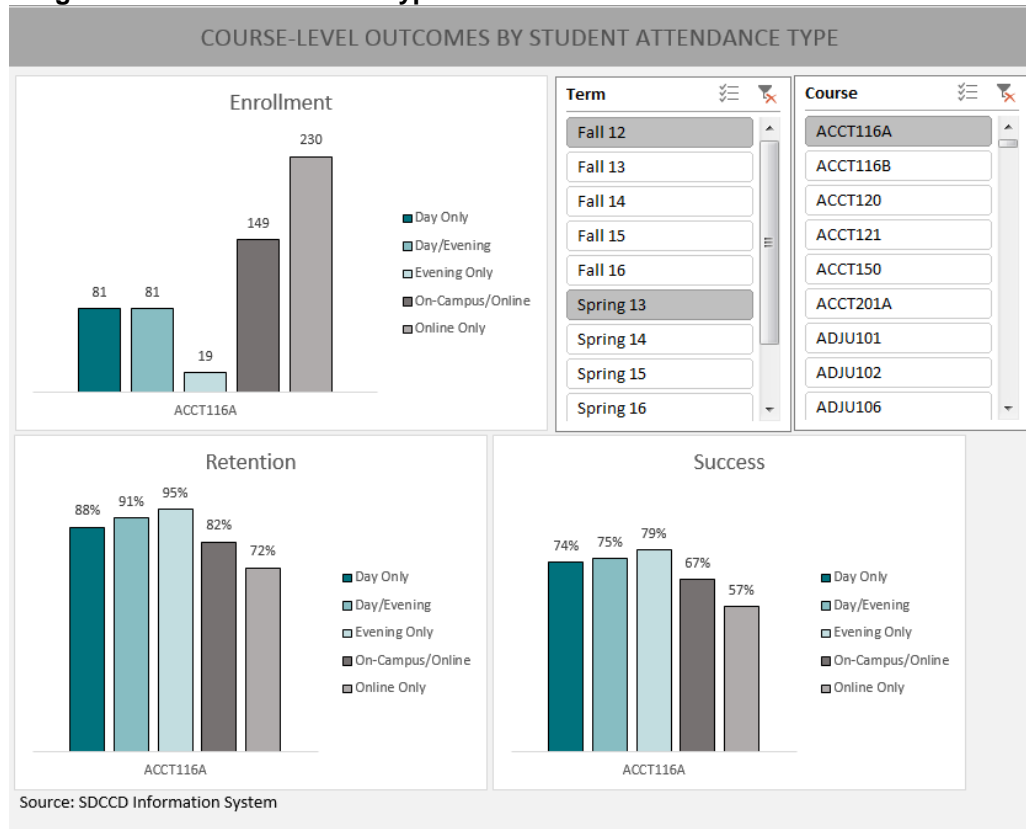 COURSE-LEVEL OUTCOMES BY STUDENT ATTENDANCE TYPE
Enrollment
230
149
81
81
19
ACCT116A
Day Only
Day/Evening
Evening Only
On-Campus/Online
Online Only
Term
Fall 12
Fall 13
Fall 14
Fall 15
Fall 16
Spring 13
Spring 14
Spring 15
Spring 16
Course
ACCT116A
ACCT116B
ACCT120
ACCT121
ACCT150
ACCT201A
ADJU101
ADJU102
ADJU106
Retention
88%
91%
95%
82%
72%
ACCT116A
Day Only
Day/Evening
Evening Only
On-Campus/Online
Online Only
Success
74%
75%
79%
67%
57%
ACCT116A
Day Only
Day/Evening
Evening Only
On-Campus/Online
Online Only
Source: SDCCD Information System